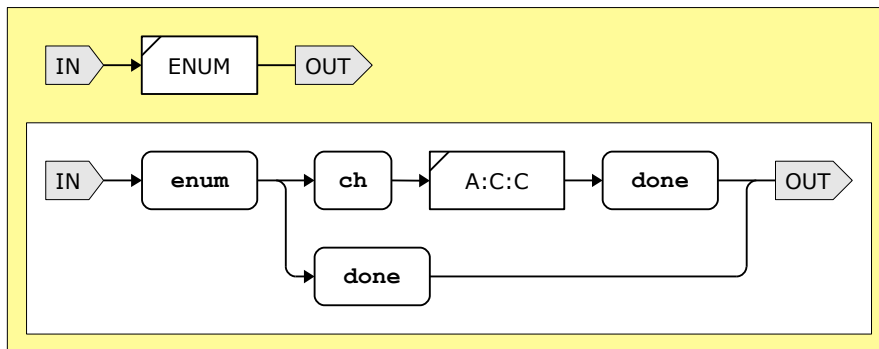 IN ENUM OUT
IN enum ch A:C:C done OUT
done